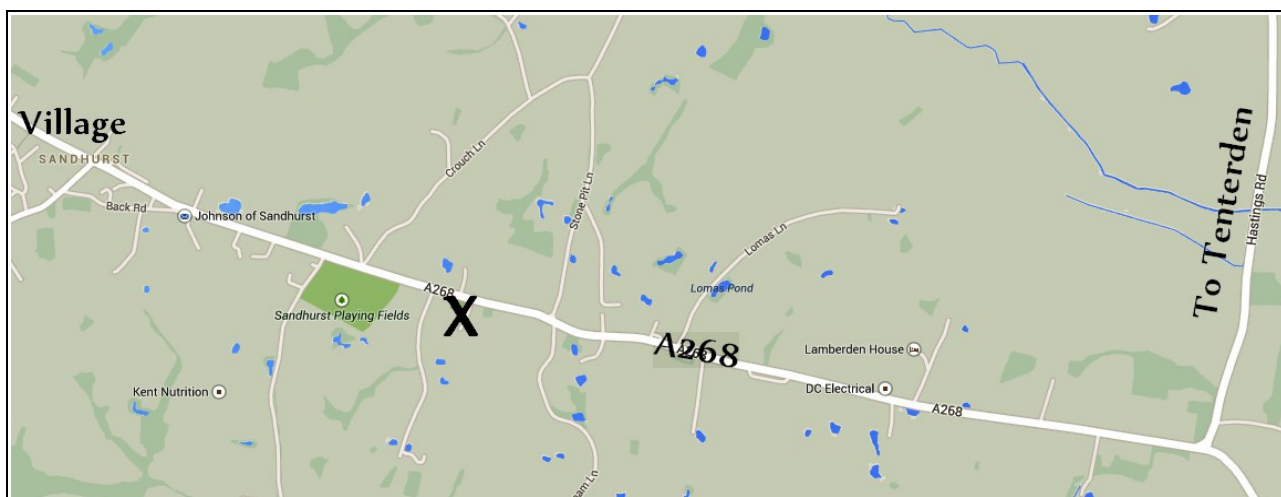 Village
SANDHURST
Crouch Ln
Back Rd
Johnson of Sandhurst
Stone Pit Ln
Lomas Ln
To Tenterden
Hastings Rd
A268
Lomas Pond
Sandhurst Playing Fields
X
A268
Lamberden House
Kent Nutrition
DC Electrical
A268